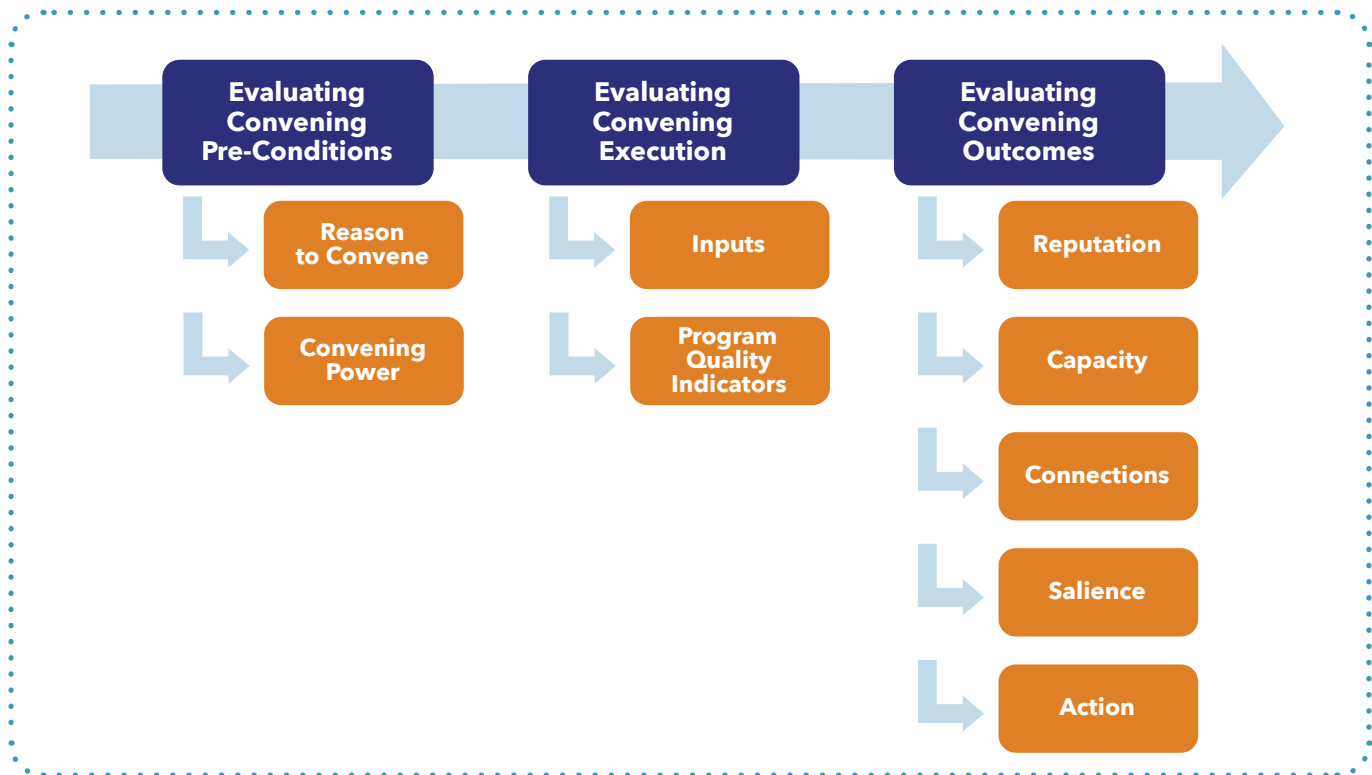 Evaluating
Convening
Pre-Conditions
Reason
to Convene
Convening
Power
Evaluating
Convening
Execution
Inputs
Program
Quality
Indicators
Evaluating
Convening
Outcomes
Reputation
Capacity
Connections
Salience
Action